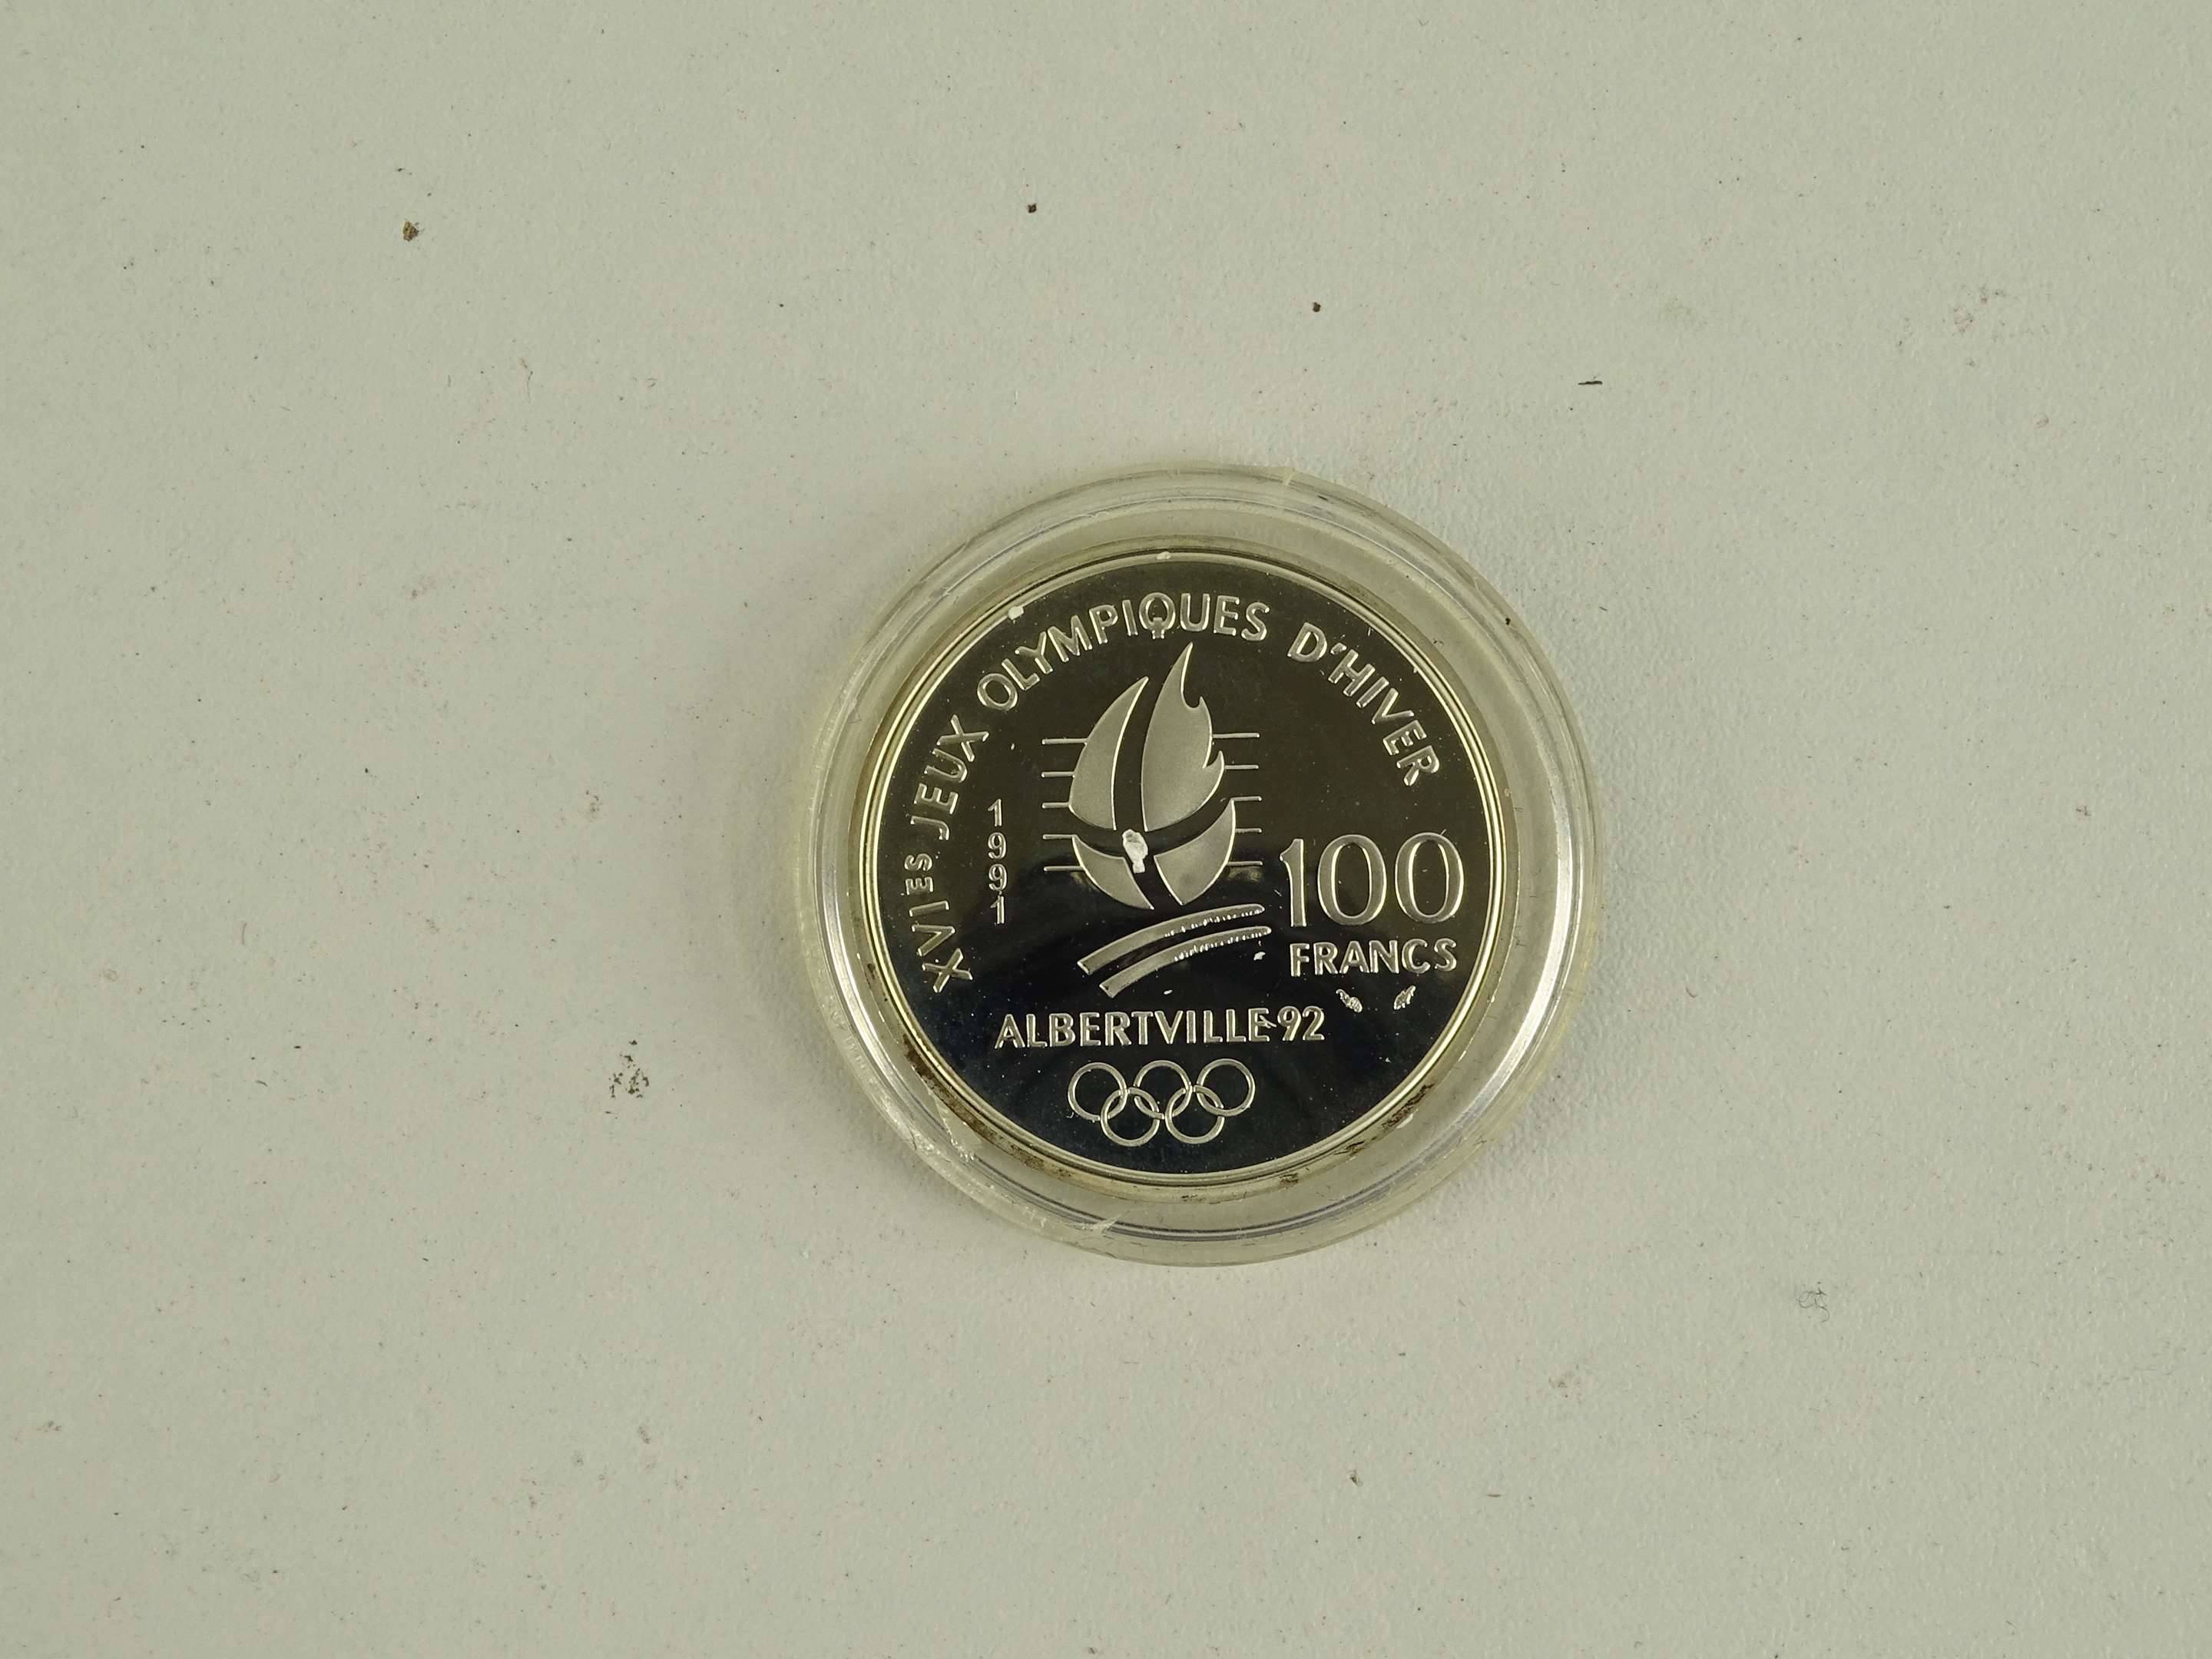 XVIES JEUX OLYMPIQUES D'HIVER
1991
100
FRANCS
ALBERTVILLE 92